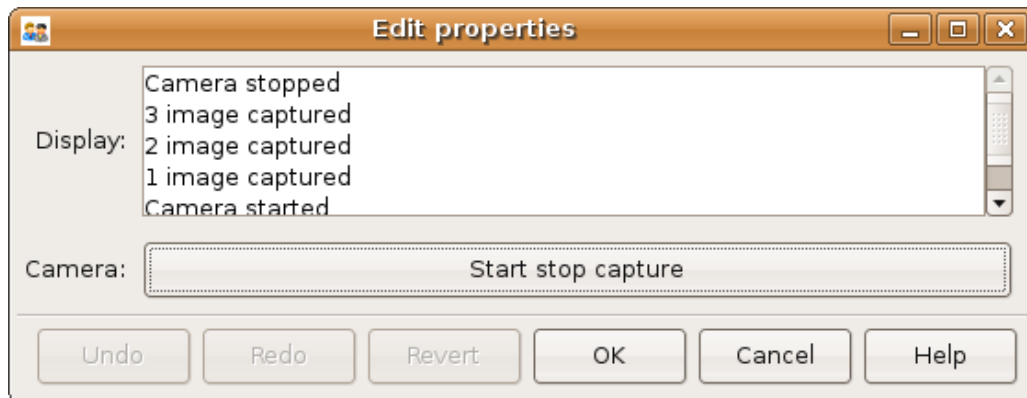 Edit properties
Display:
Camera stopped
3 image captured
2 image captured
1 image captured
Camera started
Camera:
Start stop capture
Undo
Redo
Revert
OK
Cancel
Help